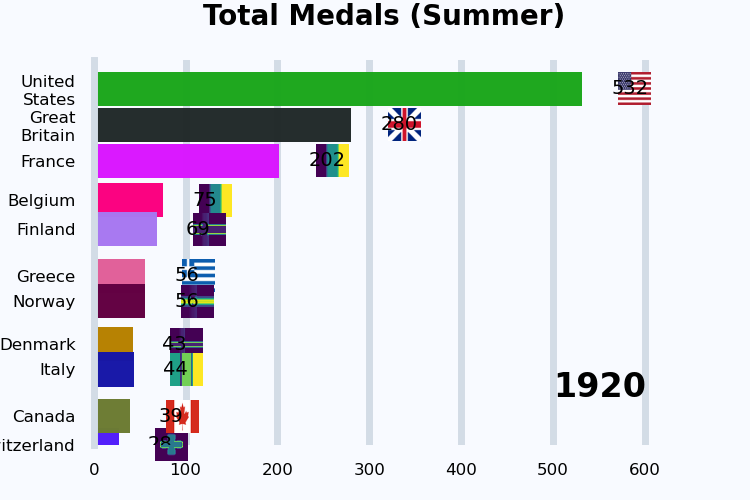 Total Medals (Summer)
United
States
532
Great
Britain
280
France
202
Belgium
75
Finland
69
Greece
56
Norway
56
Denmark
43
Italy
44
1920
Canada
39
itzerland
28
0 100 200 300 400 500 600